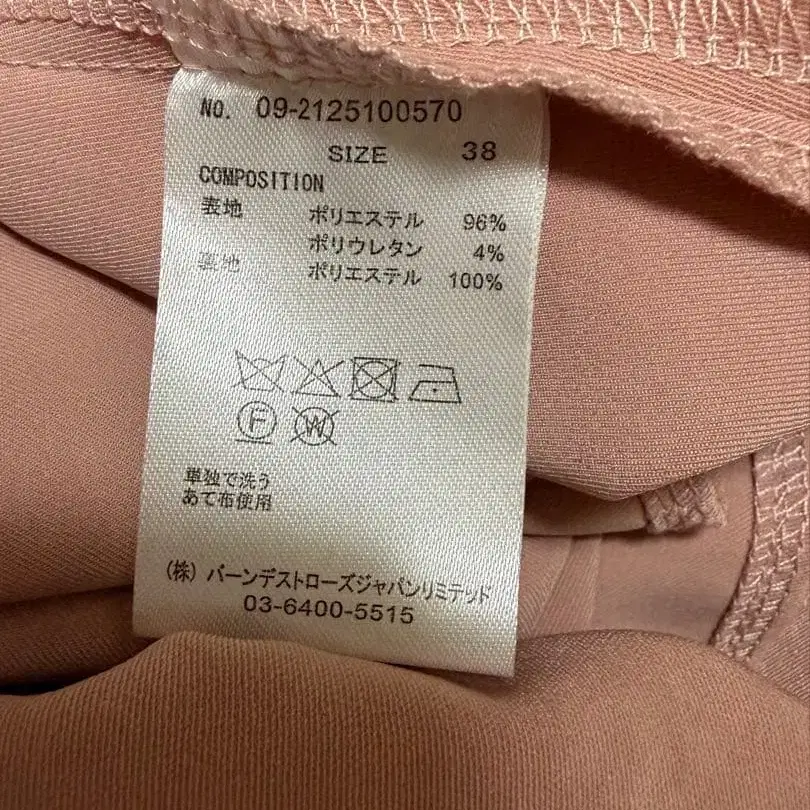 No. 09-2125100570
SIZE 38
COMPOSITION
表地 ポリエステル 96%
ポリウレタン 4%
裏地 ポリエステル 100%
F W
単独で洗う
あて布使用
(株) バーンデストローズジャパンリミテッド
03-6400-5515